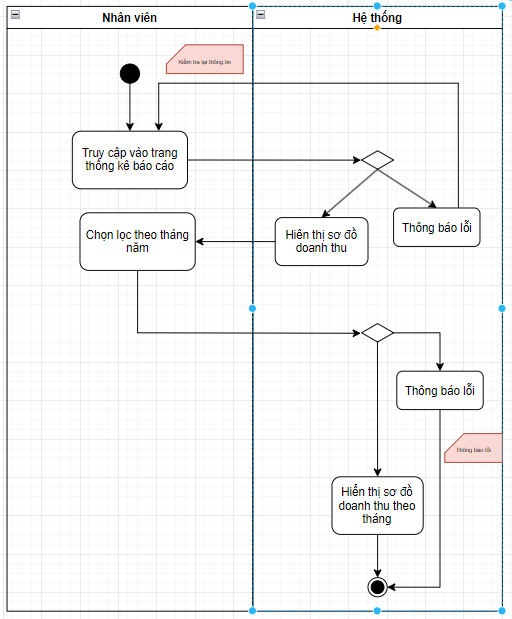 Nhân viên
Hệ thống
Kiểm tra lại thông tin
Truy cập vào trang
thống kê báo cáo
Chọn lọc theo tháng
năm
Hiên thị sơ đồ
doanh thu
Thông báo lỗi
Thông báo lỗi
Thông báo lỗi
Hiển thị sơ đồ
doanh thu theo
tháng